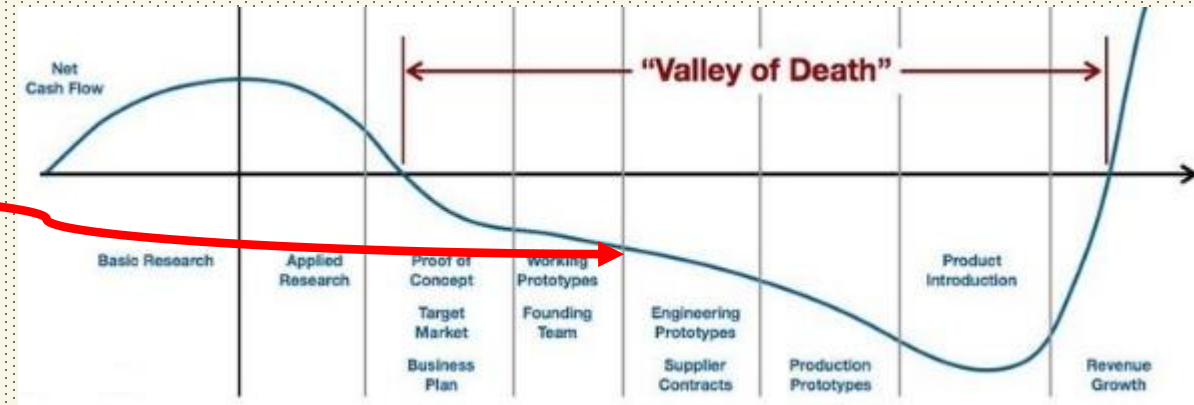 Net
Cash Flow
“Valley of Death”
Basic Research
Applied
Research
Proof of
Concept
Target
Market
Business
Plan
Working
Prototypes
Founding
Team
Engineering
Prototypes
Supplier
Contracts
Production
Prototypes
Product
Introduction
Revenue
Growth